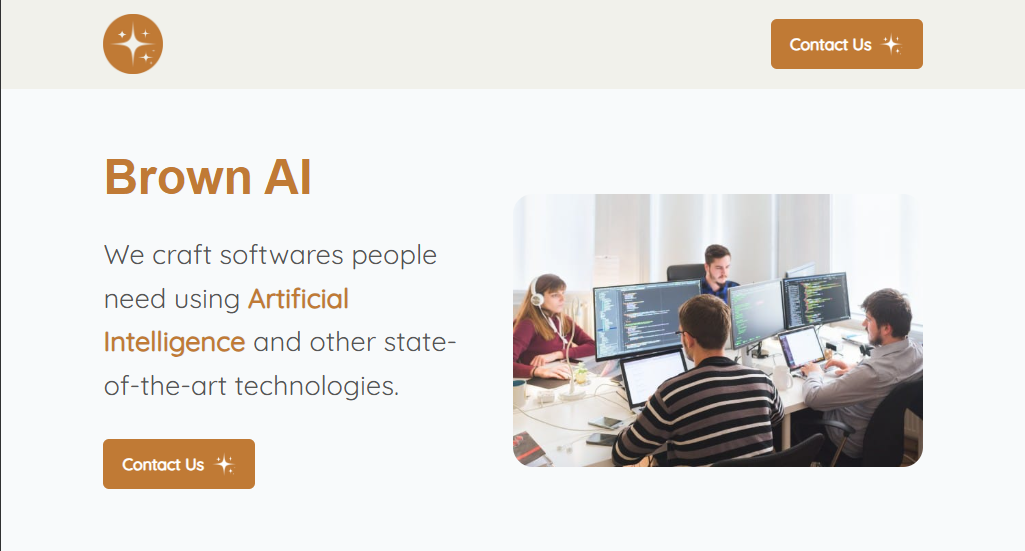 Contact Us
Brown AI
We craft softwares people
need using Artificial
Intelligence and other state-
of-the-art technologies.
Contact Us